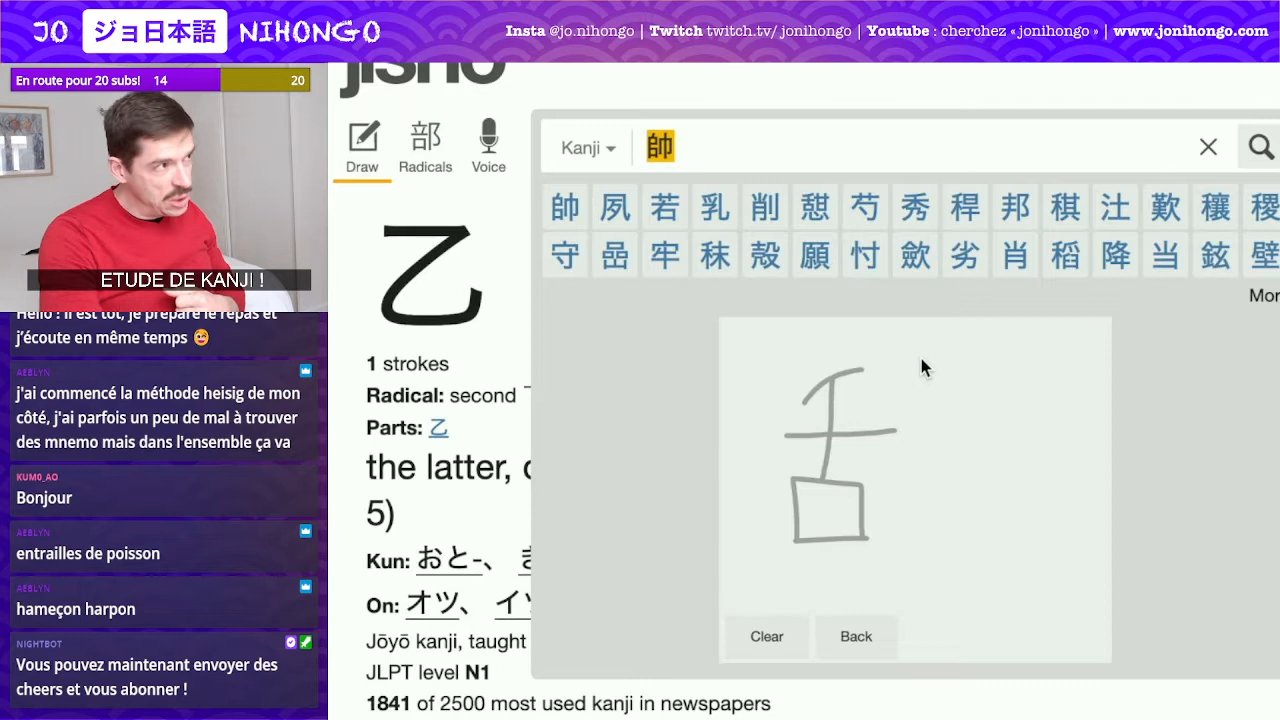 JO ジョ日本語 NIHONGO
Insta @jo.nihongo | Twitch twitch.tv/ jonihongo | Youtube : cherchez « jonihongo » | www.jonihongo.com
En route pour 20 subs! 14 20
ETUDE DE KANJI !
Hello ! il est tôt, je prépare le repas et
j'écoute en même temps
AEBLYN
j'ai commencé la méthode heisig de mon
côté, j'ai parfois un peu de mal à trouver
des mnemo mais dans l'ensemble ça va
KUM0_AO
Bonjour
AEBLYN
entrailles de poisson
AEBLYN
hameçon harpon
NIGHTBOT
Vous pouvez maintenant envoyer des
cheers et vous abonner !
jisho
Draw Radicals Voice
部
Kanji 帥
帥 夙 若 乳 削 憇 芍 秀 稈 邦 稘 汢 歎 穰 稷
守 喦 牢 秣 殻 願 忖 歛 劣 肖 稻 降 当 鉉 壁
Mor
Clear Back
乙
1 strokes
Radical: second
Parts: 乙
the latter,
5)
Kun: おと-、
On: オツ、
Jōyō kanji, taught
JLPT level N1
1841 of 2500 most used kanji in newspapers